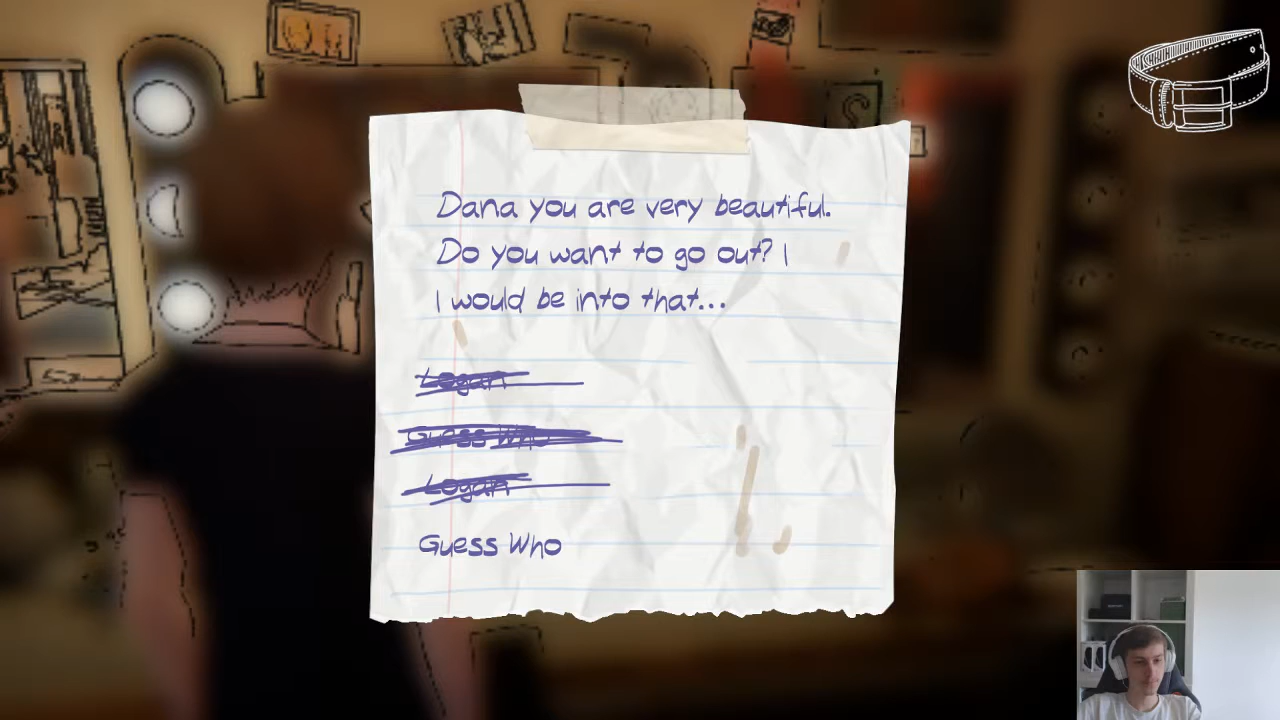 Dana you are very beautiful.
Do you want to go out? I
I would be into that...
Logan
Guess Who
Logan
Guess Who